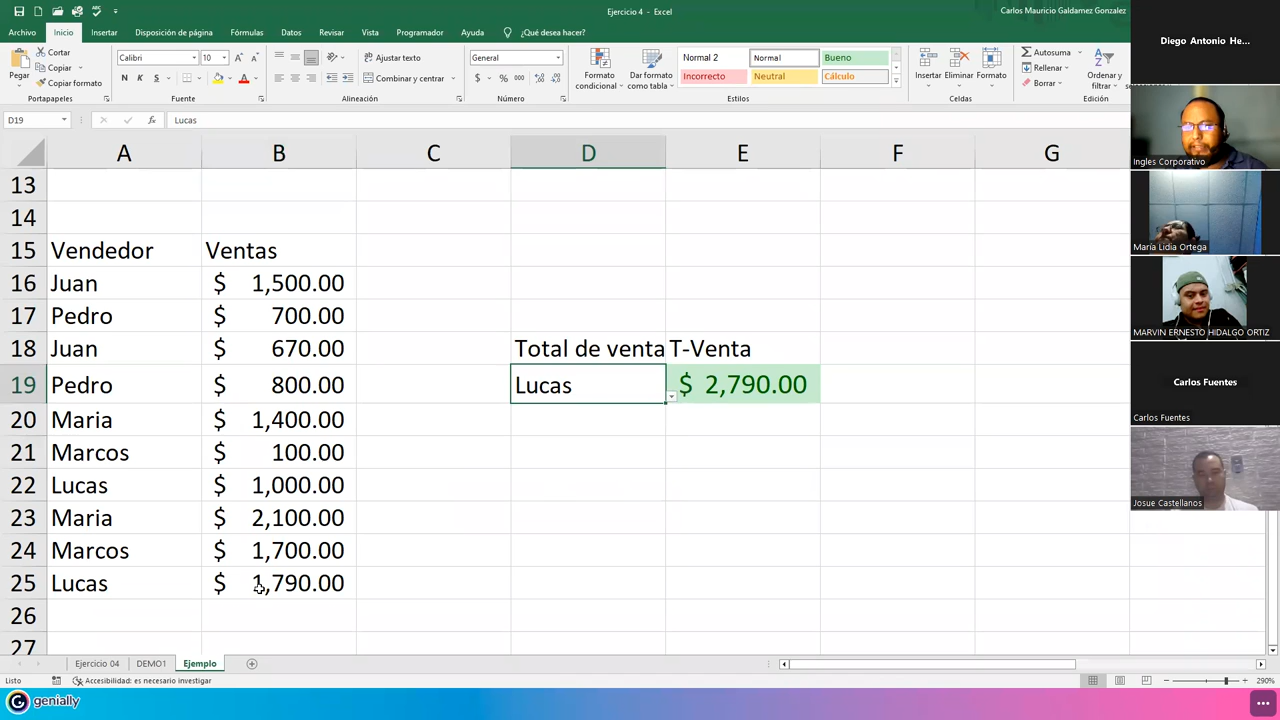 Ejercicio 4 - Excel
Carlos Mauricio Galdamez Gonzalez
Archivo Inicio Insertar Disposición de página Fórmulas Datos Revisar Vista Programador Ayuda ¿Qué desea hacer?
Pegar
Cortar
Copiar
Copiar formato
Portapapeles
Calibri 10
N K S
Fuente
Ajustar texto
Combinar y centrar
Alineación
General
$ % 000
Número
Formato condicional
Dar formato como tabla
Normal 2 Normal Bueno
Incorrecto Neutral Cálculo
Estilos
Insertar Eliminar Formato
Celdas
Autosuma
Rellenar
Borrar
Ordenar y filtrar
Edición
D19 fx Lucas
A B C D E F G
13
14
15 Vendedor Ventas
16 Juan $ 1,500.00
17 Pedro $ 700.00
18 Juan $ 670.00 Total de venta T-Venta
19 Pedro $ 800.00 Lucas $ 2,790.00
20 Maria $ 1,400.00
21 Marcos $ 100.00
22 Lucas $ 1,000.00
23 Maria $ 2,100.00
24 Marcos $ 1,700.00
25 Lucas $ 1,790.00
26
27
Ejercicio 04 DEMO1 Ejemplo
Listo Accesibilidad: es necesario investigar 290%
genially
Diego Antonio He...
Ingles Corporativo
María Lidia Ortega
MARVIN ERNESTO HIDALGO ORTIZ
Carlos Fuentes
Carlos Fuentes
Josue Castellanos